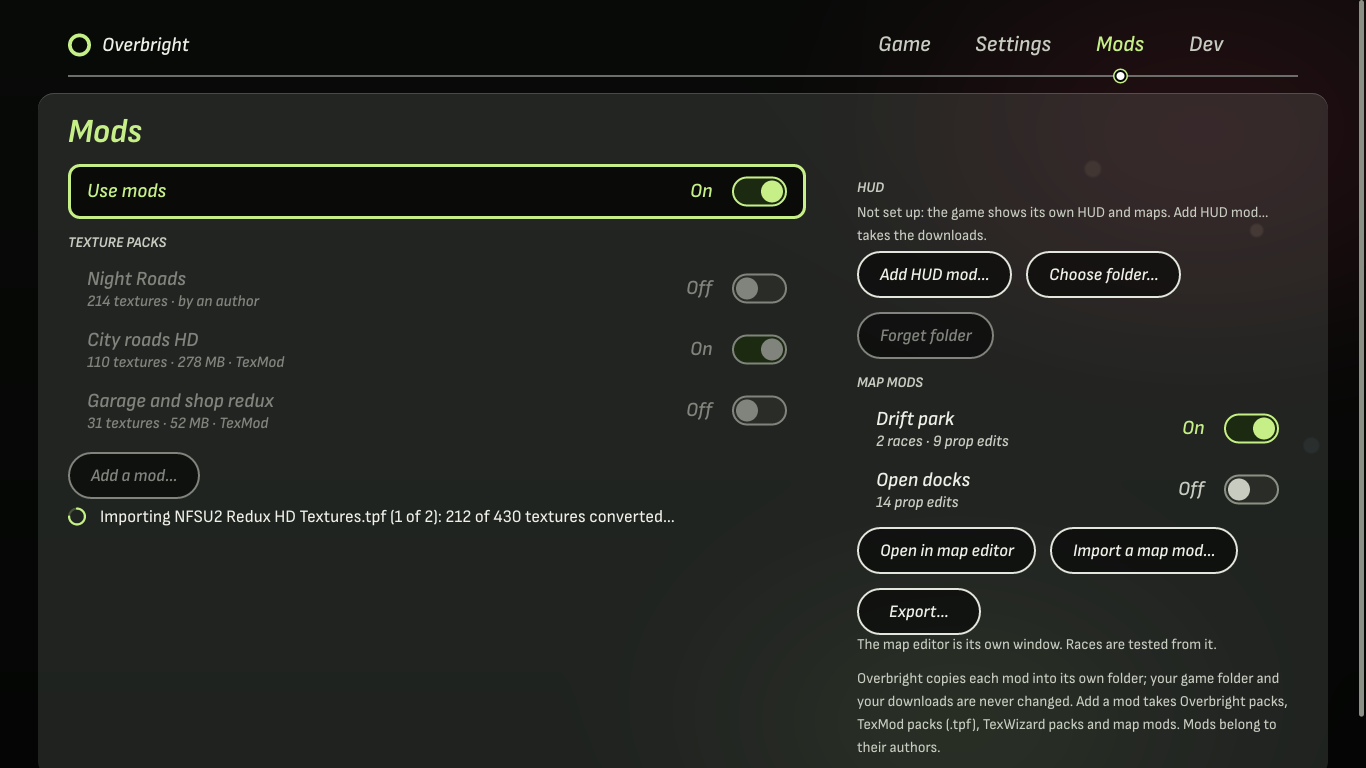 Overbright
Game
Settings
Mods
Dev
Mods
Use mods
On
TEXTURE PACKS
Night Roads
214 textures · by an author
Off
City roads HD
110 textures · 278 MB · TexMod
On
Garage and shop redux
31 textures · 52 MB · TexMod
Off
Add a mod...
Importing NFSU2 Redux HD Textures.tpf (1 of 2): 212 of 430 textures converted...
HUD
Not set up: the game shows its own HUD and maps. Add HUD mod...
takes the downloads.
Add HUD mod...
Choose folder...
Forget folder
MAP MODS
Drift park
2 races · 9 prop edits
On
Open docks
14 prop edits
Off
Open in map editor
Import a map mod...
Export...
The map editor is its own window. Races are tested from it.
Overbright copies each mod into its own folder; your game folder and
your downloads are never changed. Add a mod takes Overbright packs,
TexMod packs (.tpf), TexWizard packs and map mods. Mods belong to
their authors.